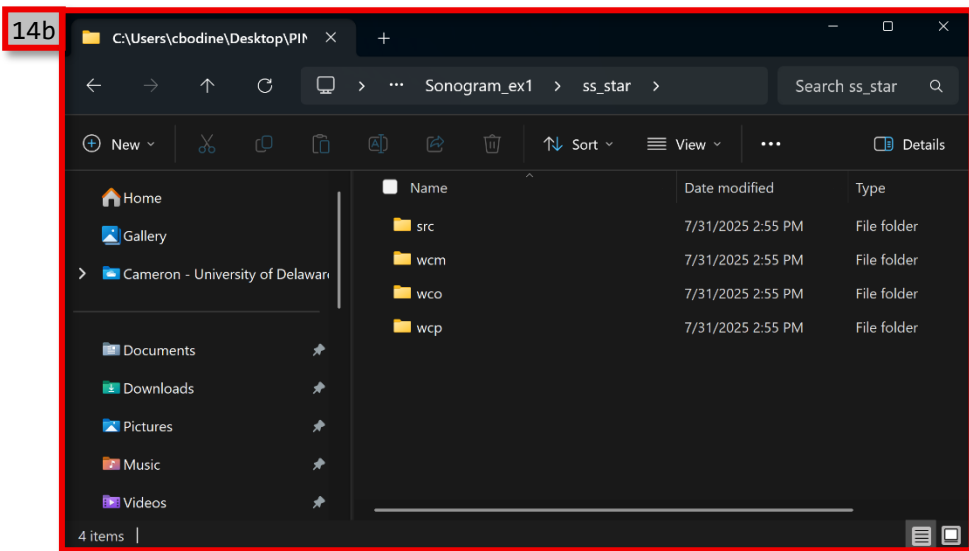 14b
C:\Users\cbodine\Desktop\PIN
Sonogram_ex1 > ss_star >
Search ss_star
New
Sort
View
Details
Home
Gallery
Cameron - University of Delaware
Documents
Downloads
Pictures
Music
Videos
Name Date modified Type
src 7/31/2025 2:55 PM File folder
wcm 7/31/2025 2:55 PM File folder
wco 7/31/2025 2:55 PM File folder
wcp 7/31/2025 2:55 PM File folder
4 items